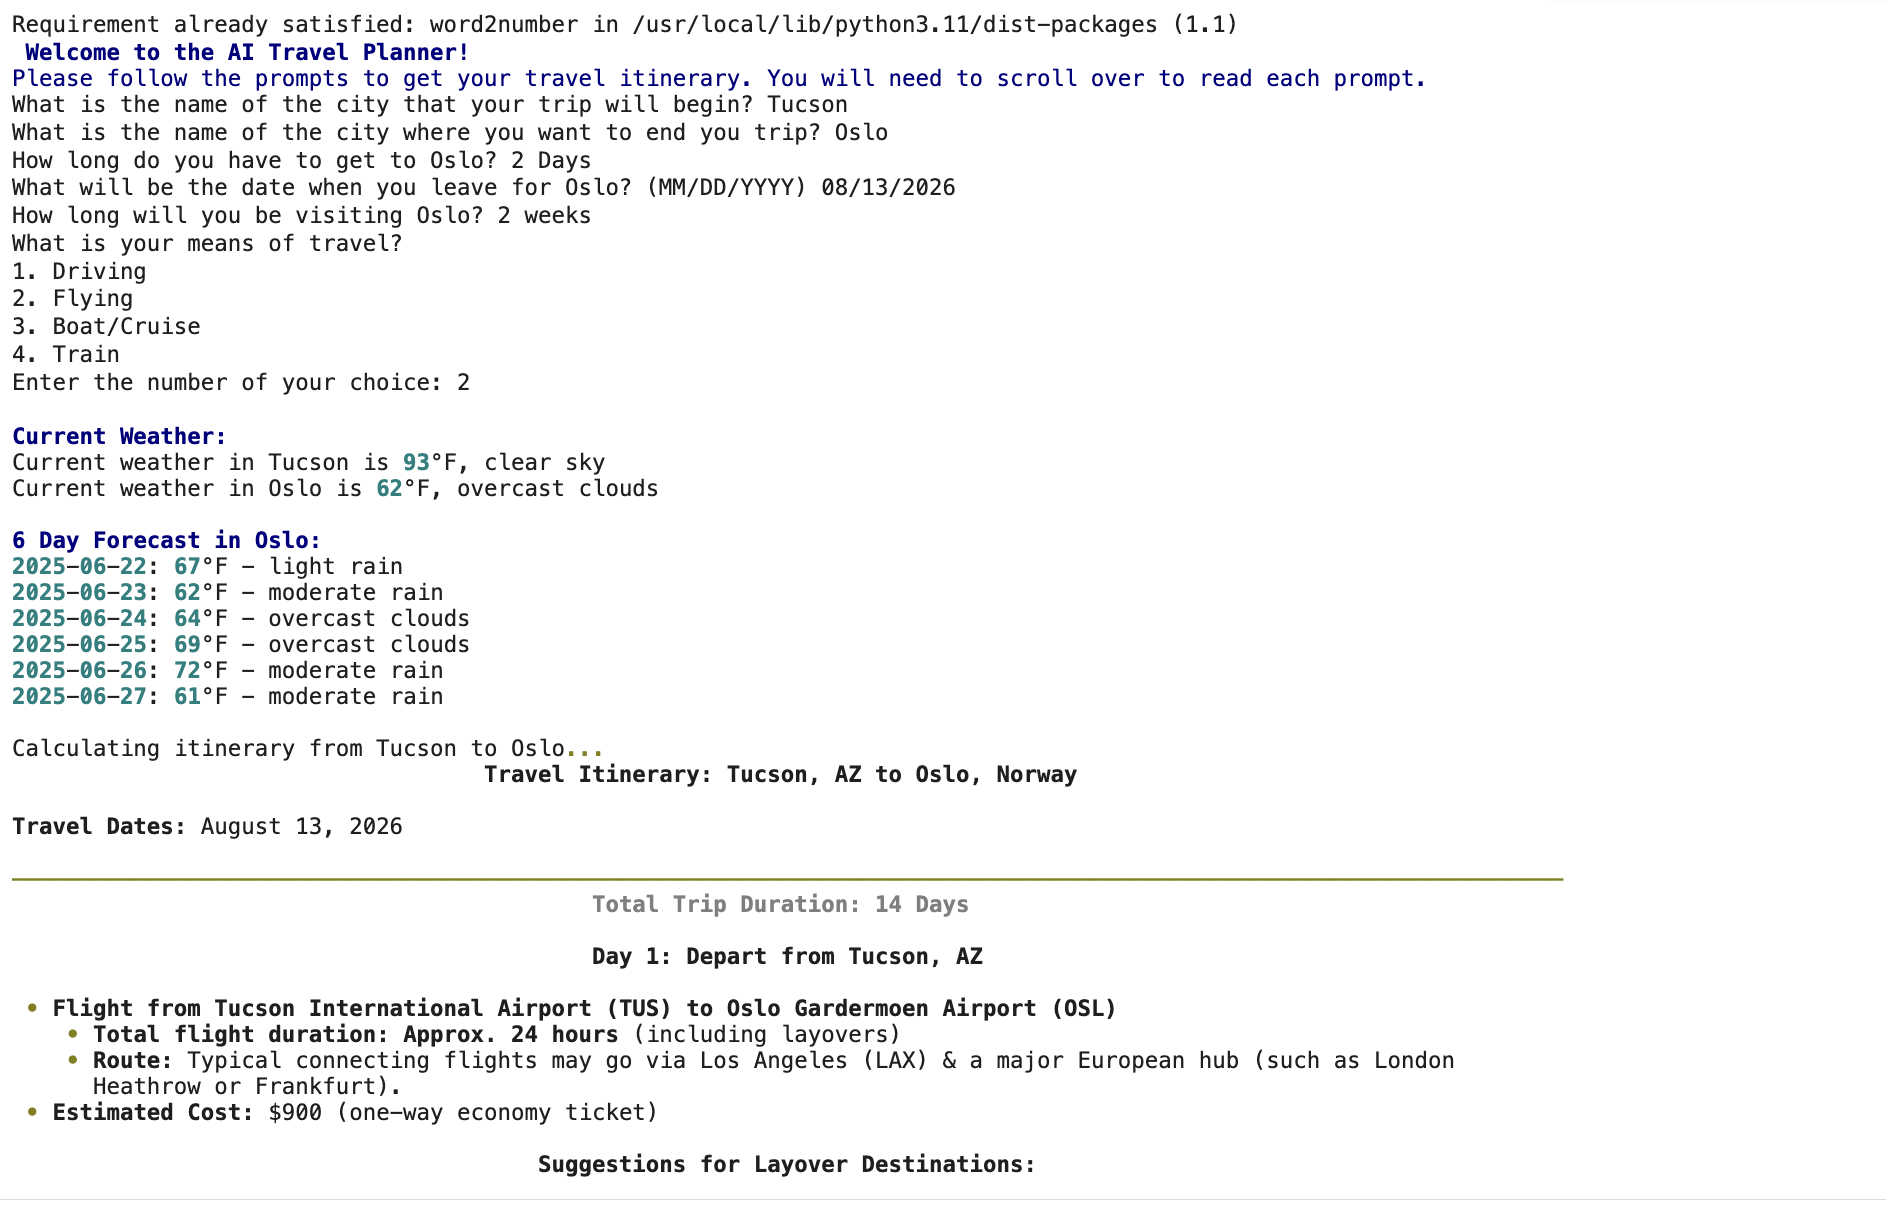 Requirement already satisfied: word2number in /usr/local/lib/python3.11/dist-packages (1.1)
Welcome to the AI Travel Planner!
Please follow the prompts to get your travel itinerary. You will need to scroll over to read each prompt.
What is the name of the city that your trip will begin? Tucson
What is the name of the city where you want to end you trip? Oslo
How long do you have to get to Oslo? 2 Days
What will be the date when you leave for Oslo? (MM/DD/YYYY) 08/13/2026
How long will you be visiting Oslo? 2 weeks
What is your means of travel?
1. Driving
2. Flying
3. Boat/Cruise
4. Train
Enter the number of your choice: 2
Current Weather:
Current weather in Tucson is 93°F, clear sky
Current weather in Oslo is 62°F, overcast clouds
6 Day Forecast in Oslo:
2025-06-22: 67°F – light rain
2025-06-23: 62°F – moderate rain
2025-06-24: 64°F – overcast clouds
2025-06-25: 69°F – overcast clouds
2025-06-26: 72°F – moderate rain
2025-06-27: 61°F – moderate rain
Calculating itinerary from Tucson to Oslo...
Travel Itinerary: Tucson, AZ to Oslo, Norway
Travel Dates: August 13, 2026
Total Trip Duration: 14 Days
Day 1: Depart from Tucson, AZ
• Flight from Tucson International Airport (TUS) to Oslo Gardermoen Airport (OSL)
• Total flight duration: Approx. 24 hours (including layovers)
• Route: Typical connecting flights may go via Los Angeles (LAX) & a major European hub (such as London
Heathrow or Frankfurt).
• Estimated Cost: $900 (one-way economy ticket)
Suggestions for Layover Destinations: